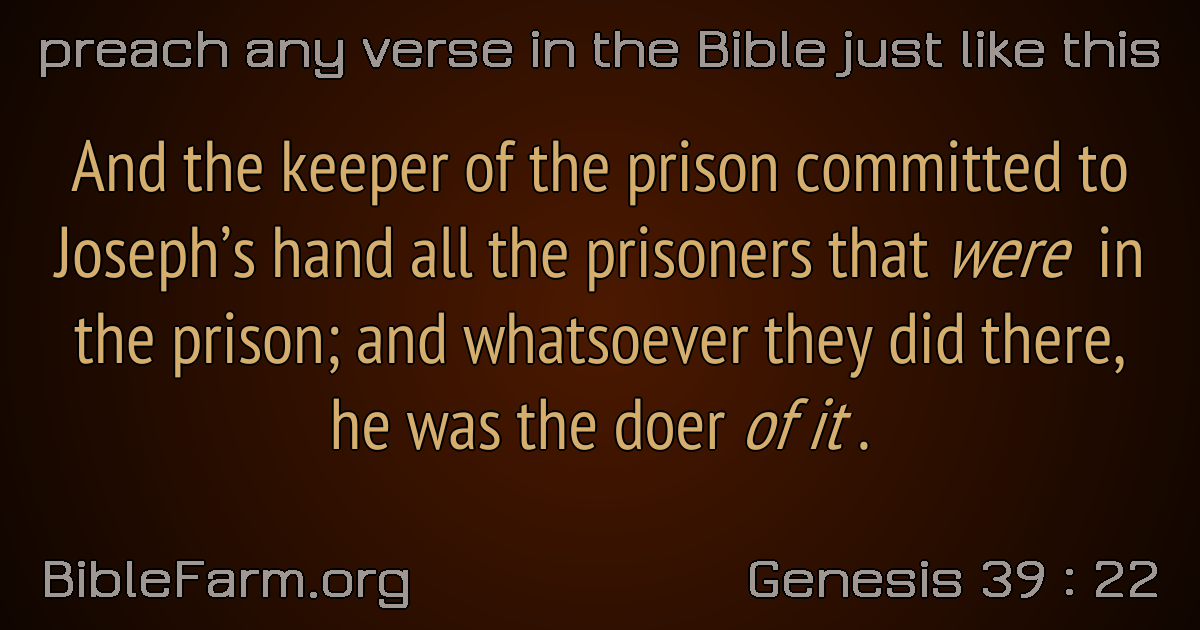 preach any verse in the Bible just like this
And the keeper of the prison committed to
Joseph’s hand all the prisoners that were in
the prison; and whatsoever they did there,
he was the doer of it .
BibleFarm.org
Genesis 39 : 22